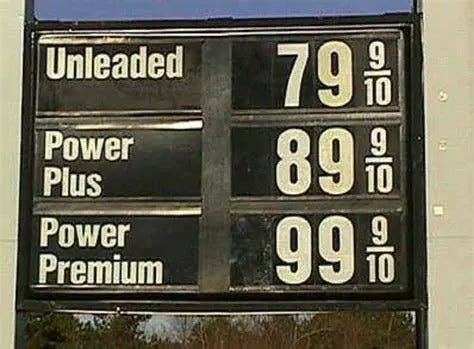 Unleaded 79 9/10
Power Plus 89 9/10
Power Premium 99 9/10